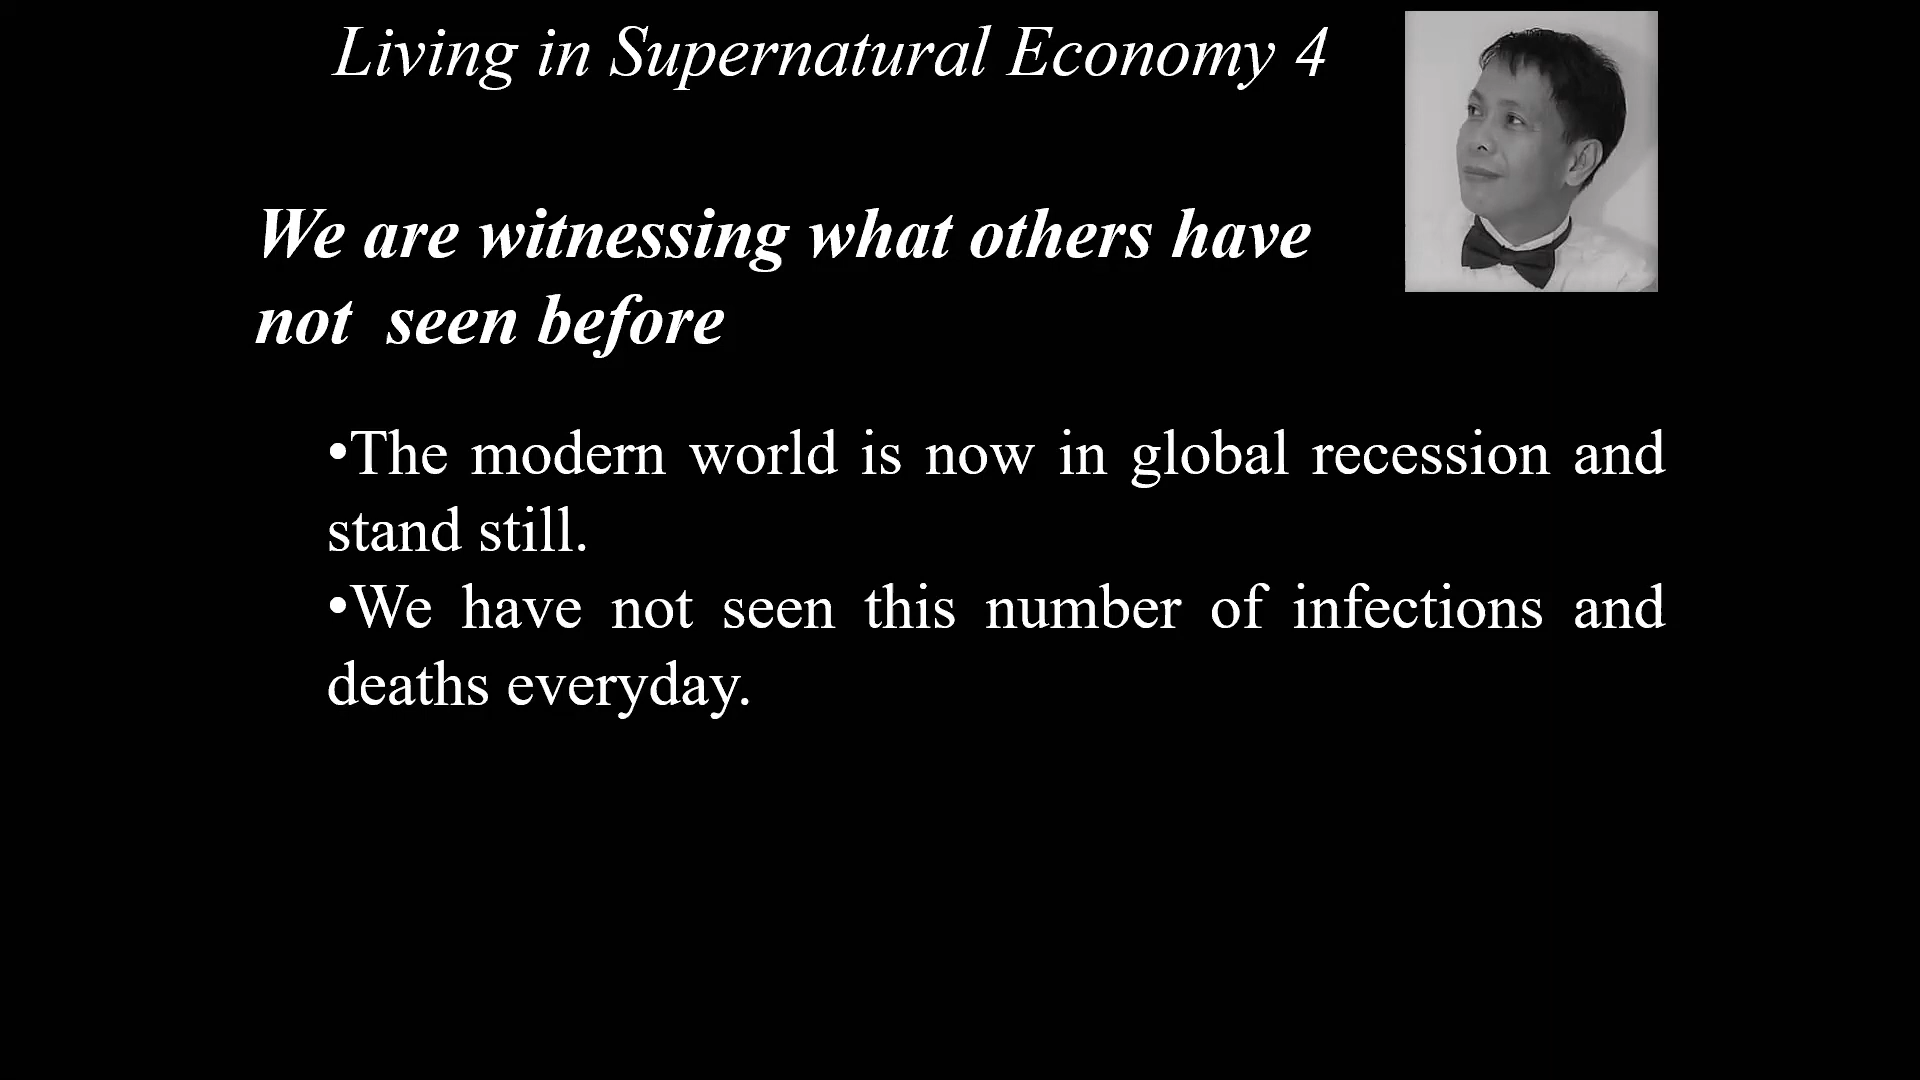 Living in Supernatural Economy 4
We are witnessing what others have
not seen before
•The modern world is now in global recession and
stand still.
•We have not seen this number of infections and
deaths everyday.